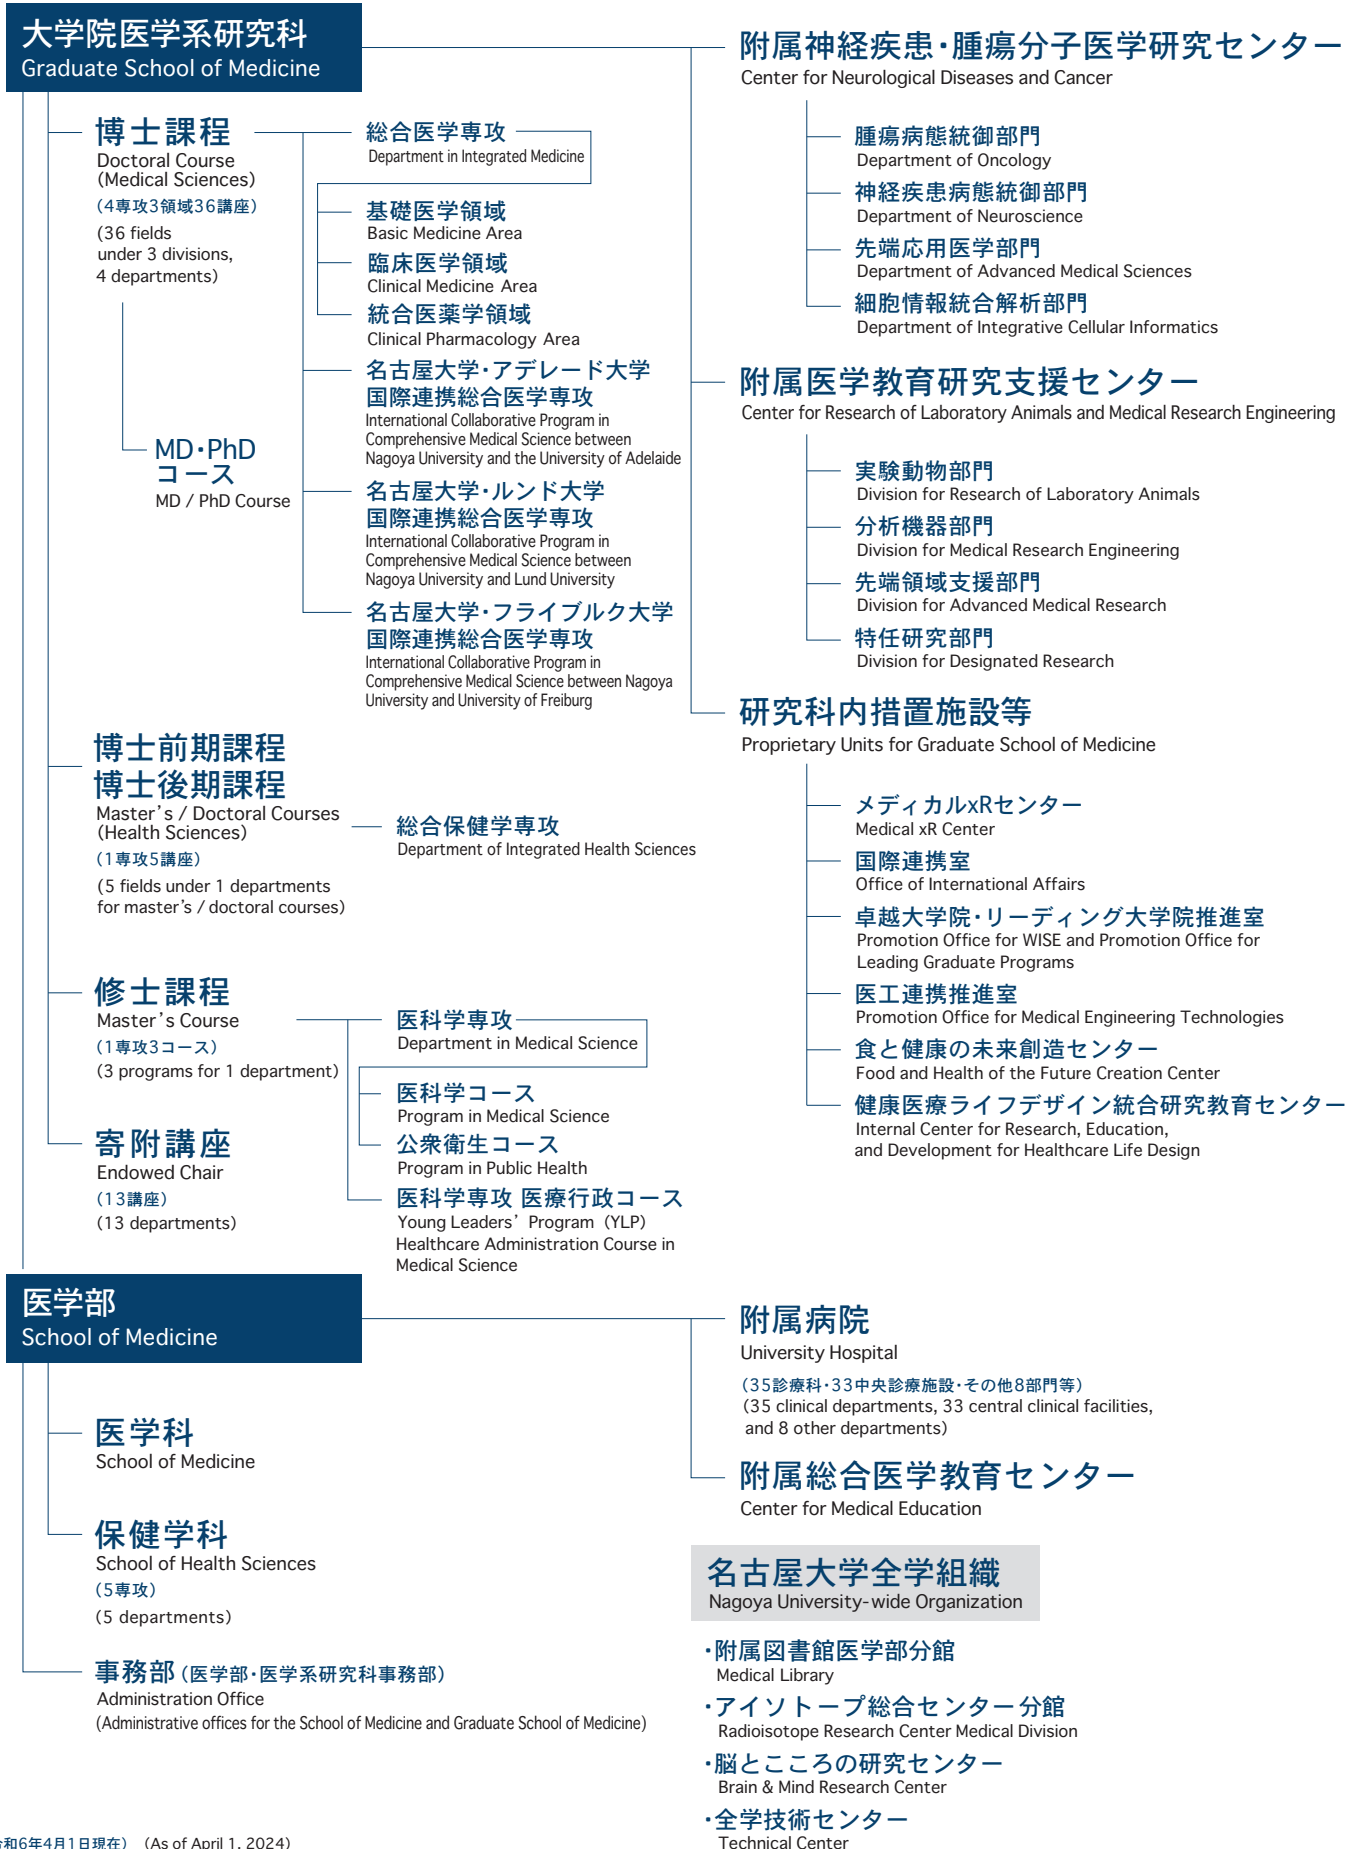 大学院医学系研究科
Graduate School of Medicine
博士課程
Doctoral Course
(Medical Sciences)
(4専攻3領域36講座)
(36 fields
under 3 divisions,
4 departments)
MD・PhD
コース
MD / PhD Course
総合医学専攻
Department in Integrated Medicine
基礎医学領域
Basic Medicine Area
臨床医学領域
Clinical Medicine Area
統合医薬学領域
Clinical Pharmacology Area
名古屋大学・アデレード大学
国際連携総合医学専攻
International Collaborative Program in
Comprehensive Medical Science between
Nagoya University and the University of Adelaide
名古屋大学・ルンド大学
国際連携総合医学専攻
International Collaborative Program in
Comprehensive Medical Science between
Nagoya University and Lund University
名古屋大学・フライブルク大学
国際連携総合医学専攻
International Collaborative Program in
Comprehensive Medical Science between Nagoya
University and University of Freiburg
博士前期課程
博士後期課程
Master's / Doctoral Courses
(Health Sciences)
(1専攻5講座)
(5 fields under 1 departments
for master's / doctoral courses)
総合保健学専攻
Department of Integrated Health Sciences
修士課程
Master's Course
(1専攻3コース)
(3 programs for 1 department)
医科学専攻
Department in Medical Science
医科学コース
Program in Medical Science
公衆衛生コース
Program in Public Health
医科学専攻 医療行政コース
Young Leaders' Program (YLP)
Healthcare Administration Course in
Medical Science
寄附講座
Endowed Chair
(13講座)
(13 departments)
附属神経疾患・腫瘍分子医学研究センター
Center for Neurological Diseases and Cancer
腫瘍病態統御部門
Department of Oncology
神経疾患病態統御部門
Department of Neuroscience
先端応用医学部門
Department of Advanced Medical Sciences
細胞情報統合解析部門
Department of Integrative Cellular Informatics
附属医学教育研究支援センター
Center for Research of Laboratory Animals and Medical Research Engineering
実験動物部門
Division for Research of Laboratory Animals
分析機器部門
Division for Medical Research Engineering
先端領域支援部門
Division for Advanced Medical Research
特任研究部門
Division for Designated Research
研究科内措置施設等
Proprietary Units for Graduate School of Medicine
メディカルxRセンター
Medical xR Center
国際連携室
Office of International Affairs
卓越大学院・リーディング大学院推進室
Promotion Office for WISE and Promotion Office for
Leading Graduate Programs
医工連携推進室
Promotion Office for Medical Engineering Technologies
食と健康の未来創造センター
Food and Health of the Future Creation Center
健康医療ライフデザイン統合研究教育センター
Internal Center for Research, Education,
and Development for Healthcare Life Design
医学部
School of Medicine
医学科
School of Medicine
保健学科
School of Health Sciences
(5専攻)
(5 departments)
事務部(医学部・医学系研究科事務部)
Administration Office
(Administrative offices for the School of Medicine and Graduate School of Medicine)
附属病院
University Hospital
(35診療科・33中央診療施設・その他8部門等)
(35 clinical departments, 33 central clinical facilities,
and 8 other departments)
附属総合医学教育センター
Center for Medical Education
名古屋大学全学組織
Nagoya University-wide Organization
・附属図書館医学部分館
Medical Library
・アイソトープ総合センター分館
Radioisotope Research Center Medical Division
・脳とこころの研究センター
Brain & Mind Research Center
・全学技術センター
Technical Center
和6年4月1日現在) (As of April 1, 2024)